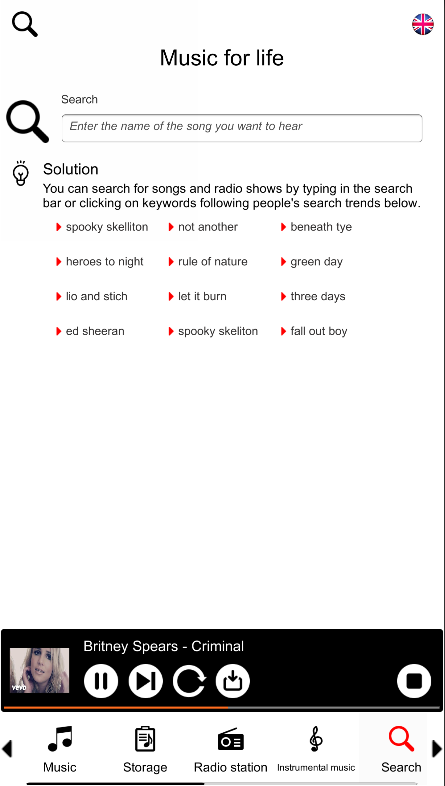 Music for life
Search
Enter the name of the song you want to hear
Solution
You can search for songs and radio shows by typing in the search
bar or clicking on keywords following people's search trends below.
spooky skelliton not another beneath tye
heroes to night rule of nature green day
lio and stich let it burn three days
ed sheeran spooky skeliton fall out boy
Britney Spears - Criminal
vevo
Music Storage Radio station Instrumental music Search